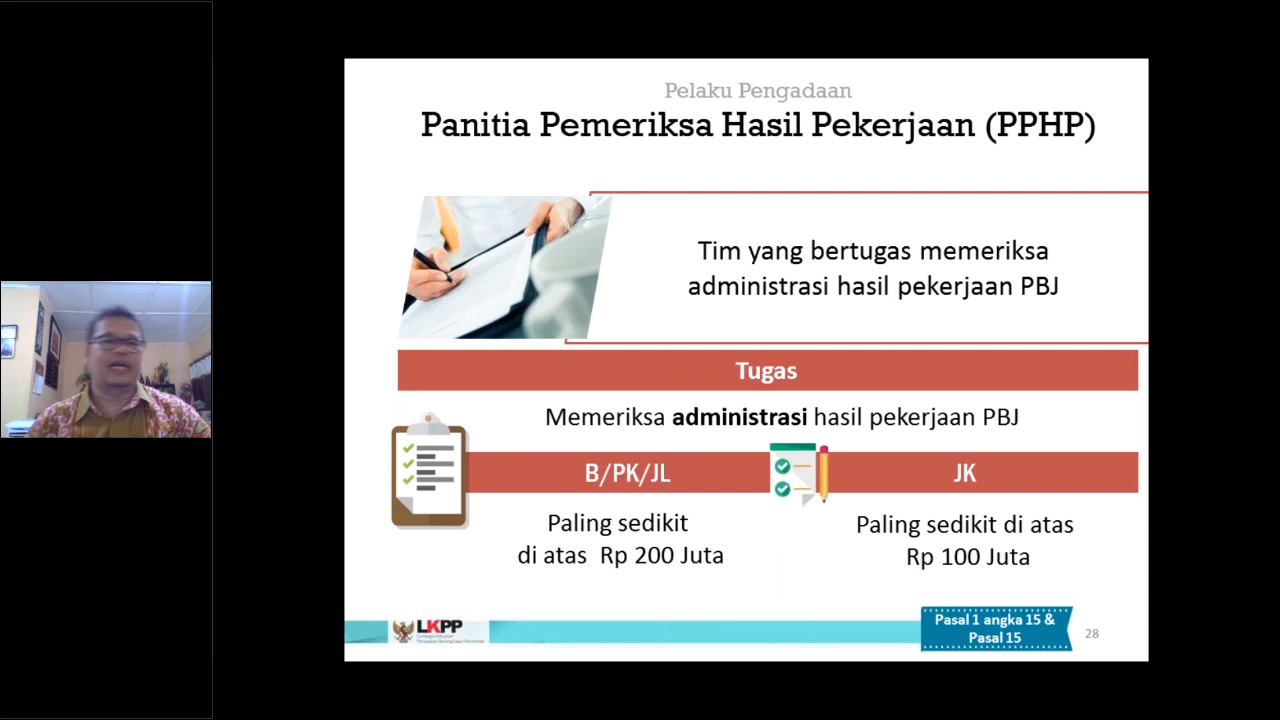 Pelaku Pengadaan
Panitia Pemeriksa Hasil Pekerjaan (PPHP)
Tim yang bertugas memeriksa
administrasi hasil pekerjaan PBJ
Tugas
Memeriksa administrasi hasil pekerjaan PBJ
B/PK/JL
JK
Paling sedikit
di atas Rp 200 Juta
Paling sedikit di atas
Rp 100 Juta
LKPP
Pasal 1 angka 15 &
Pasal 15
28